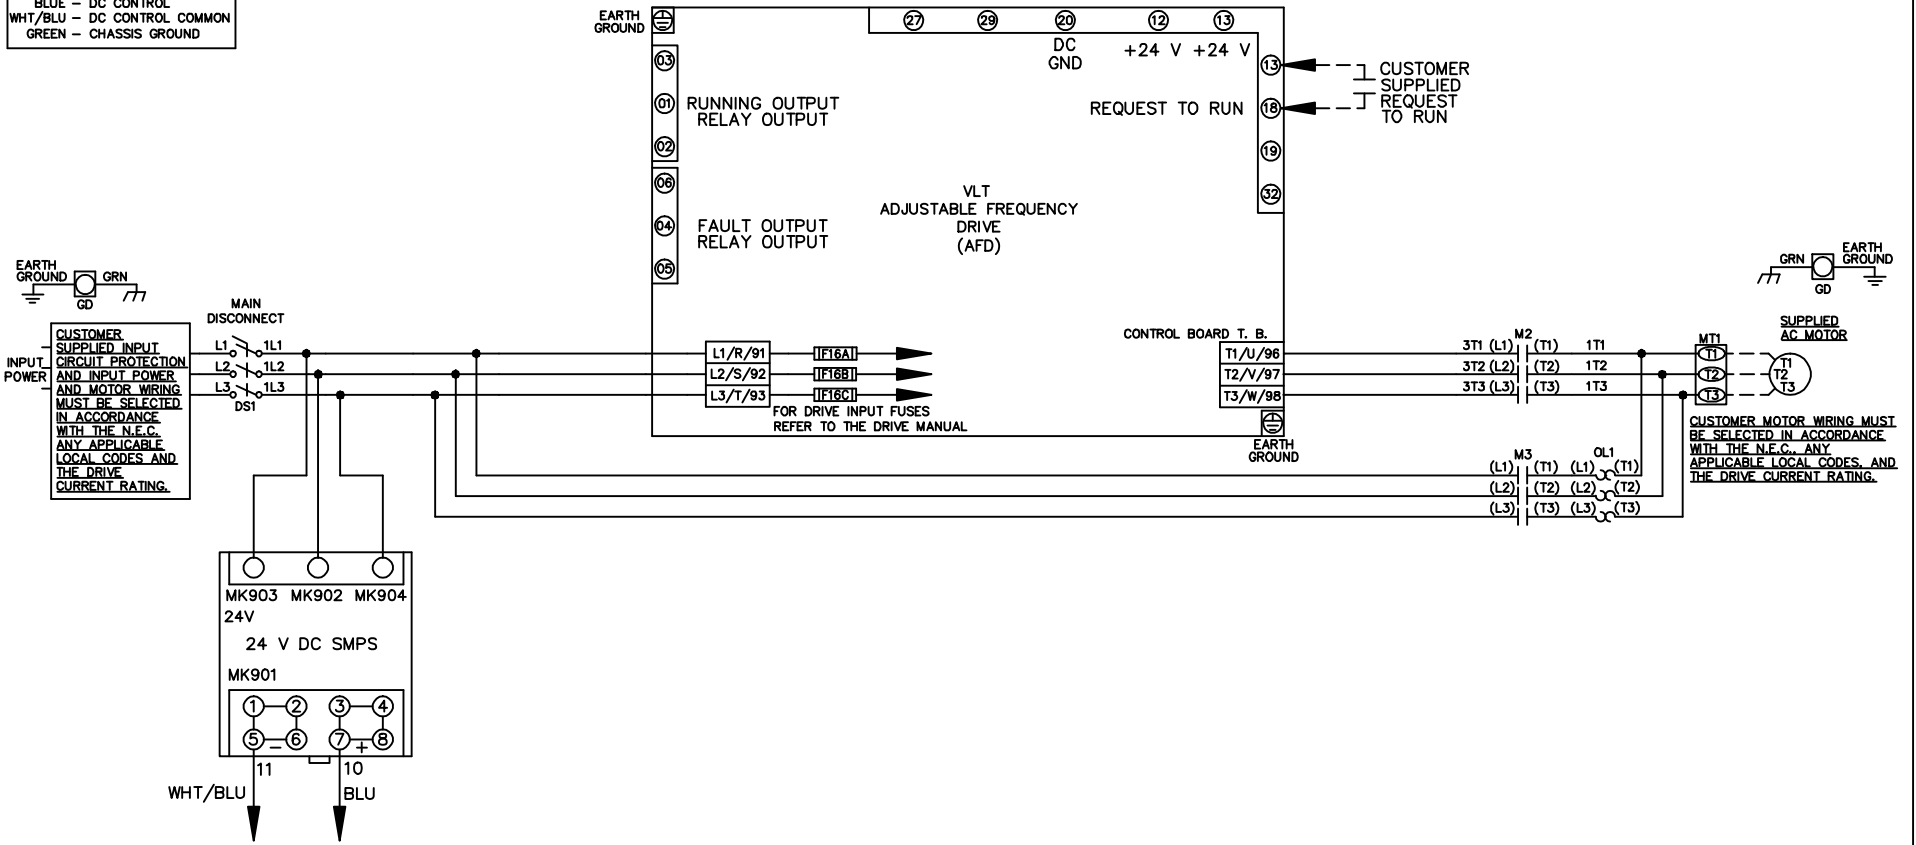 BLUE – DC CONTROL
WHT/BLU – DC CONTROL COMMON
GREEN – CHASSIS GROUND
EARTH
GROUND
27 29 20 12 13
DC
GND
+24 V +24 V
03
01
02
RUNNING OUTPUT
RELAY OUTPUT
06
04
05
FAULT OUTPUT
RELAY OUTPUT
13
18
19
32
REQUEST TO RUN
CUSTOMER
SUPPLIED
REQUEST
TO RUN
VLT
ADJUSTABLE FREQUENCY
DRIVE
(AFD)
EARTH
GROUND
GRN
GD
MAIN
DISCONNECT
INPUT
POWER
CUSTOMER
SUPPLIED INPUT
CIRCUIT PROTECTION
AND INPUT POWER
AND MOTOR WIRING
MUST BE SELECTED
IN ACCORDANCE
WITH THE N.E.C.
ANY APPLICABLE
LOCAL CODES AND
THE DRIVE
CURRENT RATING.
L1 1L1
L2 1L2
L3 1L3
DS1
L1/R/91
L2/S/92
L3/T/93
F16A
F16B
F16C
FOR DRIVE INPUT FUSES
REFER TO THE DRIVE MANUAL
CONTROL BOARD T. B.
T1/U/96
T2/V/97
T3/W/98
EARTH
GROUND
M2
3T1 (L1) (T1) 1T1
3T2 (L2) (T2) 1T2
3T3 (L3) (T3) 1T3
MT1
T1
T2
T3
GRN
EARTH
GROUND
GD
SUPPLIED
AC MOTOR
T1
T2
T3
CUSTOMER MOTOR WIRING MUST
BE SELECTED IN ACCORDANCE
WITH THE N.E.C., ANY
APPLICABLE LOCAL CODES, AND
THE DRIVE CURRENT RATING.
M3 OL1
(L1) (T1) (L1) (T1)
(L2) (T2) (L2) (T2)
(L3) (T3) (L3) (T3)
MK903 MK902 MK904
24V
24 V DC SMPS
MK901
1 2 3 4
5 – 6 7 + 8
11 10
WHT/BLU BLU